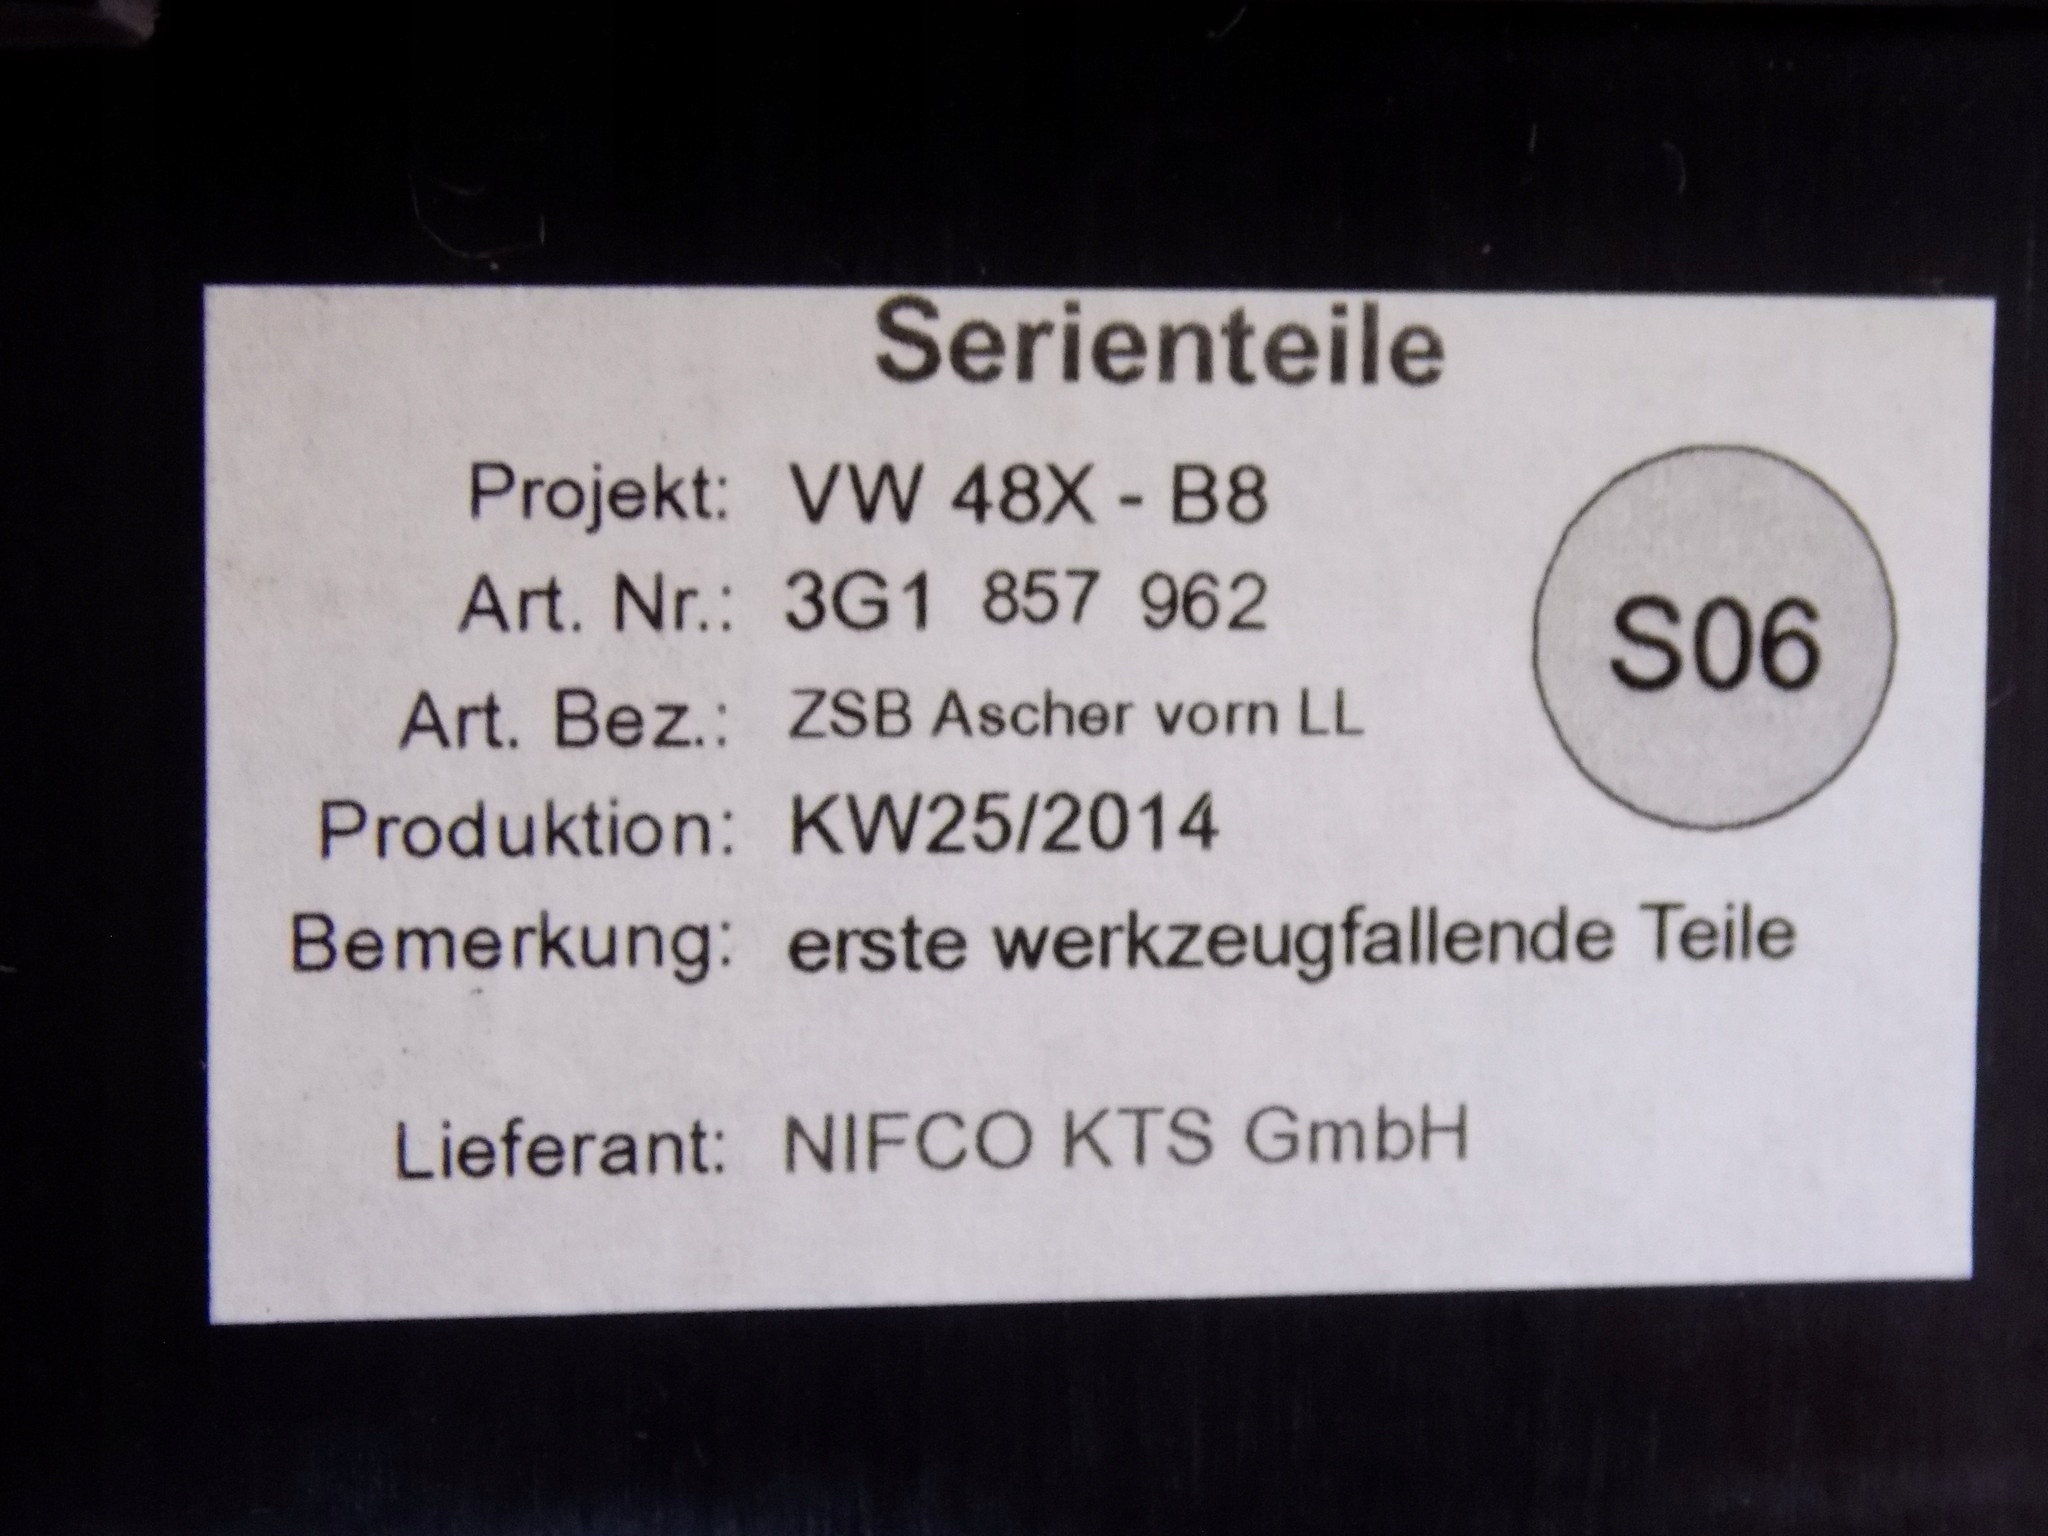 Serienteile
Projekt: VW 48X - B8
Art. Nr.: 3G1 857 962
S06
Art. Bez.: ZSB Ascher vorn LL
Produktion: KW25/2014
Bemerkung: erste werkzeugfallende Teile
Lieferant: NIFCO KTS GmbH